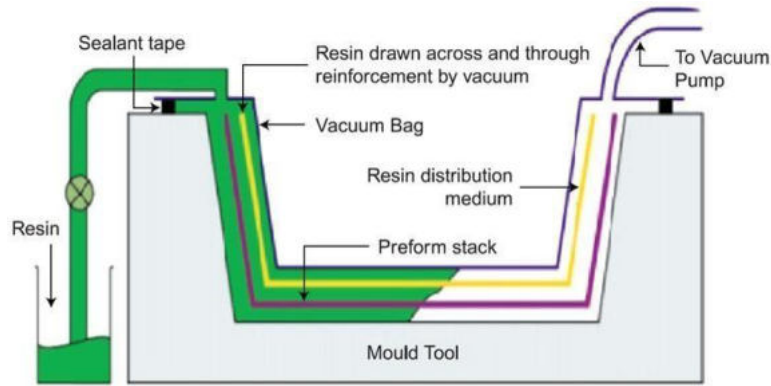 Sealant tape
Resin drawn across and through
reinforcement by vacuum
To Vacuum
Pump
Vacuum Bag
Resin distribution
medium
Resin
Preform stack
Mould Tool